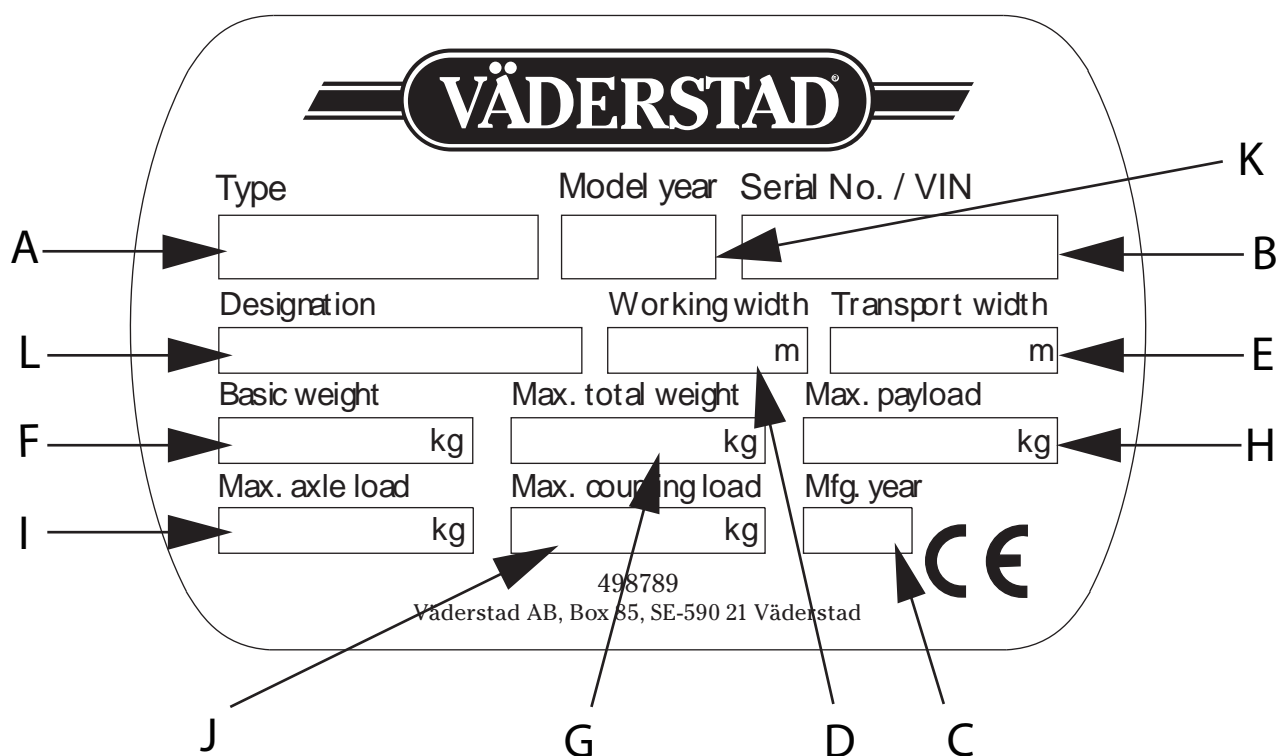 VÄDERSTAD®
K
Type Model year Serial No. / VIN
A B
Designation Working width Transport width
L m m E
Basic weight Max. total weight Max. payload
F kg kg kg H
Max. axle load Max. coupling load Mfg. year
I kg kg CE
498789
Väderstad AB, Box 85, SE-590 21 Väderstad
J G D C